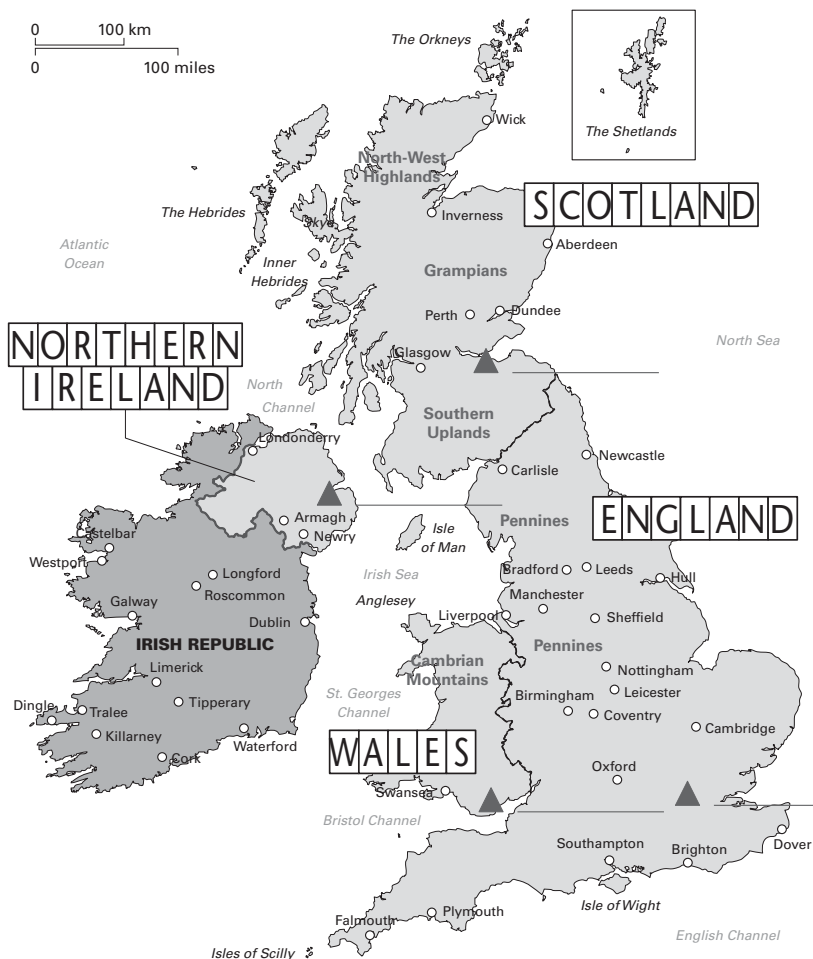 0 100 km
0 100 miles
The Orkneys
The Shetlands
Wick
North-West
Highlands
SCOTLAND
The Hebrides
Skye
Inverness
Aberdeen
Atlantic
Ocean
Inner
Hebrides
Grampians
Perth
Dundee
North Sea
NORTHERN
IRELAND
Glasgow
North
Channel
Southern
Uplands
Londonderry
Newcastle
Carlisle
ENGLAND
Armagh
Newry
Pennines
Isle
of Man
Castelbar
Westport
Longford
Roscommon
Irish Sea
Bradford
Leeds
Hull
Anglesey
Manchester
Galway
Dublin
Liverpool
Sheffield
IRISH REPUBLIC
Pennines
Limerick
Cambrian
Mountains
Nottingham
Leicester
Tipperary
St. Georges
Channel
Birmingham
Coventry
Dingle
Tralee
Killarney
Waterford
Cambridge
Cork
WALES
Oxford
Swansea
Bristol Channel
Southampton
Brighton
Dover
Isle of Wight
Plymouth
Falmouth
English Channel
Isles of Scilly